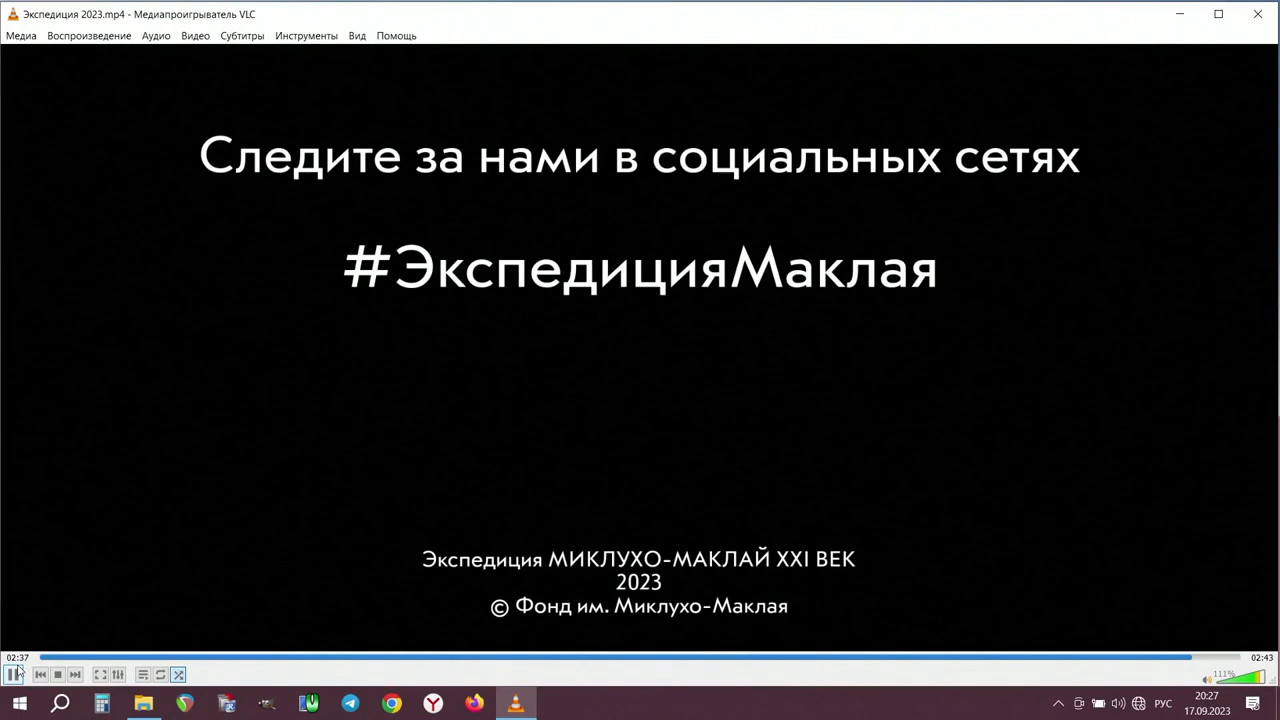 Экспедиция 2023.mp4 - Медиапроигрыватель VLC
Медиа Воспроизведение Аудио Видео Субтитры Инструменты Вид Помощь
Следите за нами в социальных сетях
#ЭкспедицияМаклая
Экспедиция МИКЛУХО-МАКЛАЙ XXI ВЕК
2023
© Фонд им. Миклухо-Маклая
02:37 02:43
111%
РУС
20:27
17.09.2023